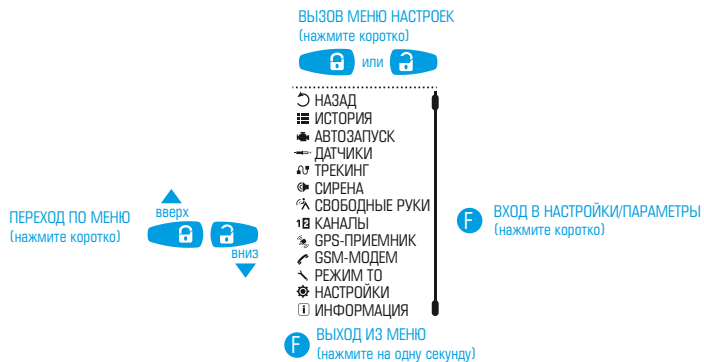 ВЫЗОВ МЕНЮ НАСТРОЕК
(нажмите коротко)
или
НАЗАД
ИСТОРИЯ
АВТОЗАПУСК
ДАТЧИКИ
ТРЕКИНГ
СИРЕНА
СВОБОДНЫЕ РУКИ
12 КАНАЛЫ
GPS-ПРИЕМНИК
GSM-МОДЕМ
РЕЖИМ ТО
НАСТРОЙКИ
i ИНФОРМАЦИЯ
ПЕРЕХОД ПО МЕНЮ
(нажмите коротко)
вверх
вниз
F ВХОД В НАСТРОЙКИ/ПАРАМЕТРЫ
(нажмите коротко)
F ВЫХОД ИЗ МЕНЮ
(нажмите на одну секунду)